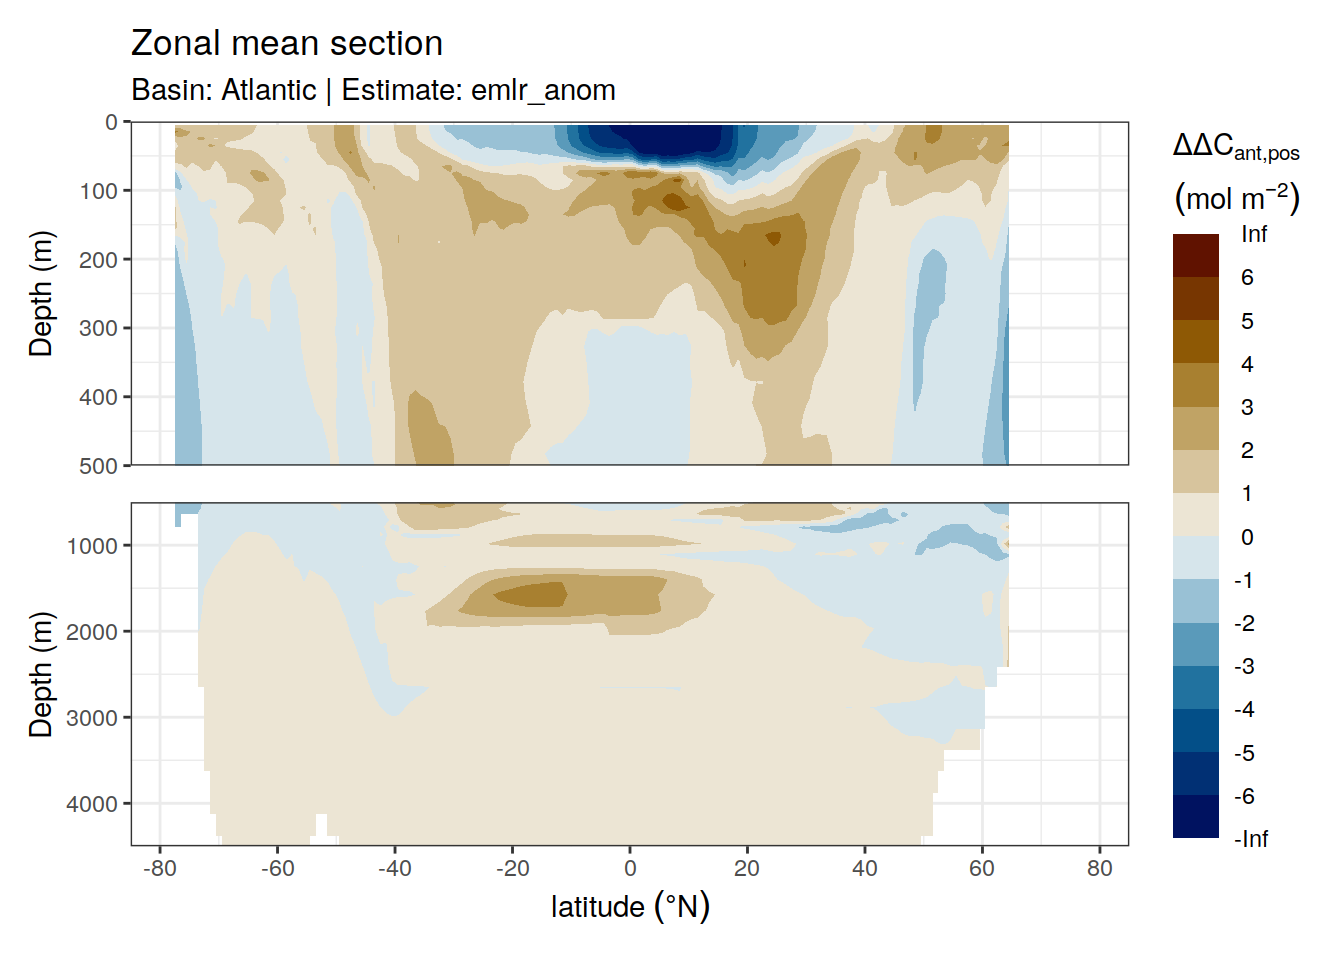 Zonal mean section
Basin: Atlantic | Estimate: emlr_anom
0
100
200
300
400
500
Depth (m)
1000
2000
3000
4000
Depth (m)
-80 -60 -40 -20 0 20 40 60 80
latitude (°N)
ΔΔCant,pos
(mol m⁻²)
Inf
6
5
4
3
2
1
0
-1
-2
-3
-4
-5
-6
-Inf